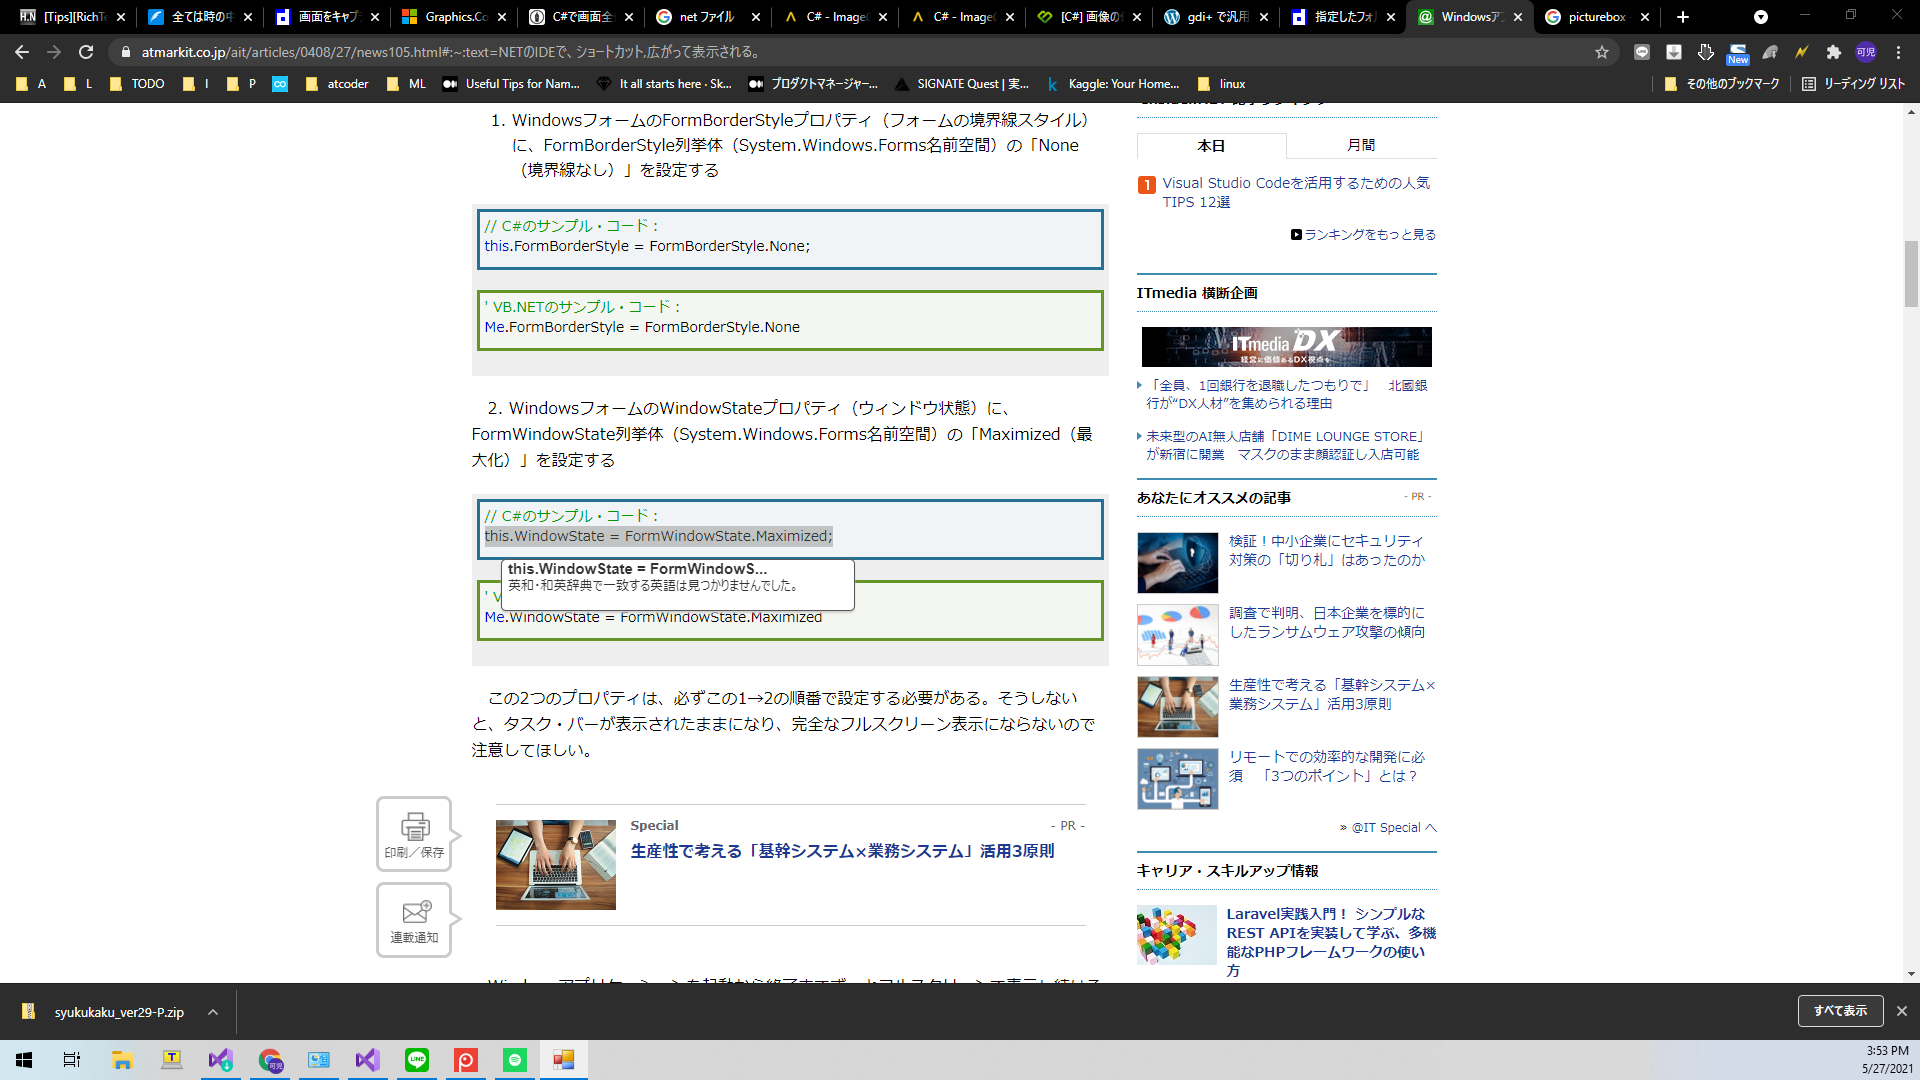 [Tips][RichTe
全ては時の中
画面をキャプ
Graphics.Co
C#で画面全
net ファイル
C# - Image
C# - Image
[C#] 画像の
gdi+ で汎用
指定したフォル
Windowsア
picturebox
atmarkit.co.jp/ait/articles/0408/27/news105.html#:~:text=NETのIDEで、ショートカット,広がって表示される。
New
可児
A
L
TODO
I
P
atcoder
ML
Useful Tips for Nam...
It all starts here · Sk...
プロダクトマネージャー...
SIGNATE Quest | 実...
Kaggle: Your Home...
linux
その他のブックマーク
リーディング リスト
1. WindowsフォームのFormBorderStyleプロパティ（フォームの境界線スタイル）
に、FormBorderStyle列挙体（System.Windows.Forms名前空間）の「None
（境界線なし）」を設定する
// C#のサンプル・コード：
this.FormBorderStyle = FormBorderStyle.None;
' VB.NETのサンプル・コード：
Me.FormBorderStyle = FormBorderStyle.None
2. WindowsフォームのWindowStateプロパティ（ウィンドウ状態）に、
FormWindowState列挙体（System.Windows.Forms名前空間）の「Maximized（最
大化）」を設定する
// C#のサンプル・コード：
this.WindowState = FormWindowState.Maximized;
this.WindowState = FormWindowS...
英和・和英辞典で一致する英語は見つかりませんでした。
' V
Me.WindowState = FormWindowState.Maximized
この2つのプロパティは、必ずこの1→2の順番で設定する必要がある。そうしない
と、タスク・バーが表示されたままになり、完全なフルスクリーン表示にならないので
注意してほしい。
印刷／保存
連載通知
Special
- PR -
生産性で考える「基幹システム×業務システム」活用3原則
本日
月間
1 Visual Studio Codeを活用するための人気
TIPS 12選
ランキングをもっと見る
ITmedia 横断企画
ITmedia DX
経営に価値あるDX視点を
「全員、1回銀行を退職したつもりで」　北國銀
行が“DX人材”を集められる理由
未来型のAI無人店舗「DIME LOUNGE STORE」
が新宿に開業　マスクのまま顔認証し入店可能
あなたにオススメの記事
- PR -
検証！中小企業にセキュリティ
対策の「切り札」はあったのか
調査で判明、日本企業を標的に
したランサムウェア攻撃の傾向
生産性で考える「基幹システム×
業務システム」活用3原則
リモートでの効率的な開発に必
須　「3つのポイント」とは？
» @IT Special へ
キャリア・スキルアップ情報
Laravel実践入門！ シンプルな
REST APIを実装して学ぶ、多機
能なPHPフレームワークの使い
方
syukukaku_ver29-P.zip
すべて表示
3:53 PM
5/27/2021